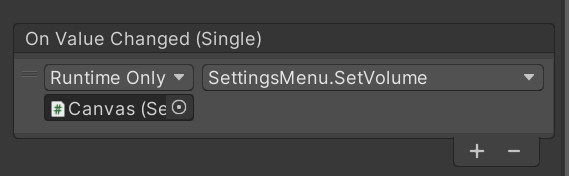 On Value Changed (Single)
Runtime Only SettingsMenu.SetVolume
Canvas (Se